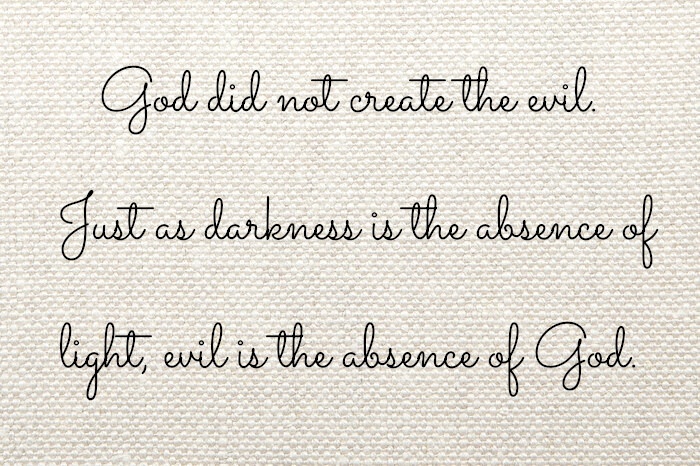 God did not create the evil.
Just as darkness is the absence of
light, evil is the absence of God.